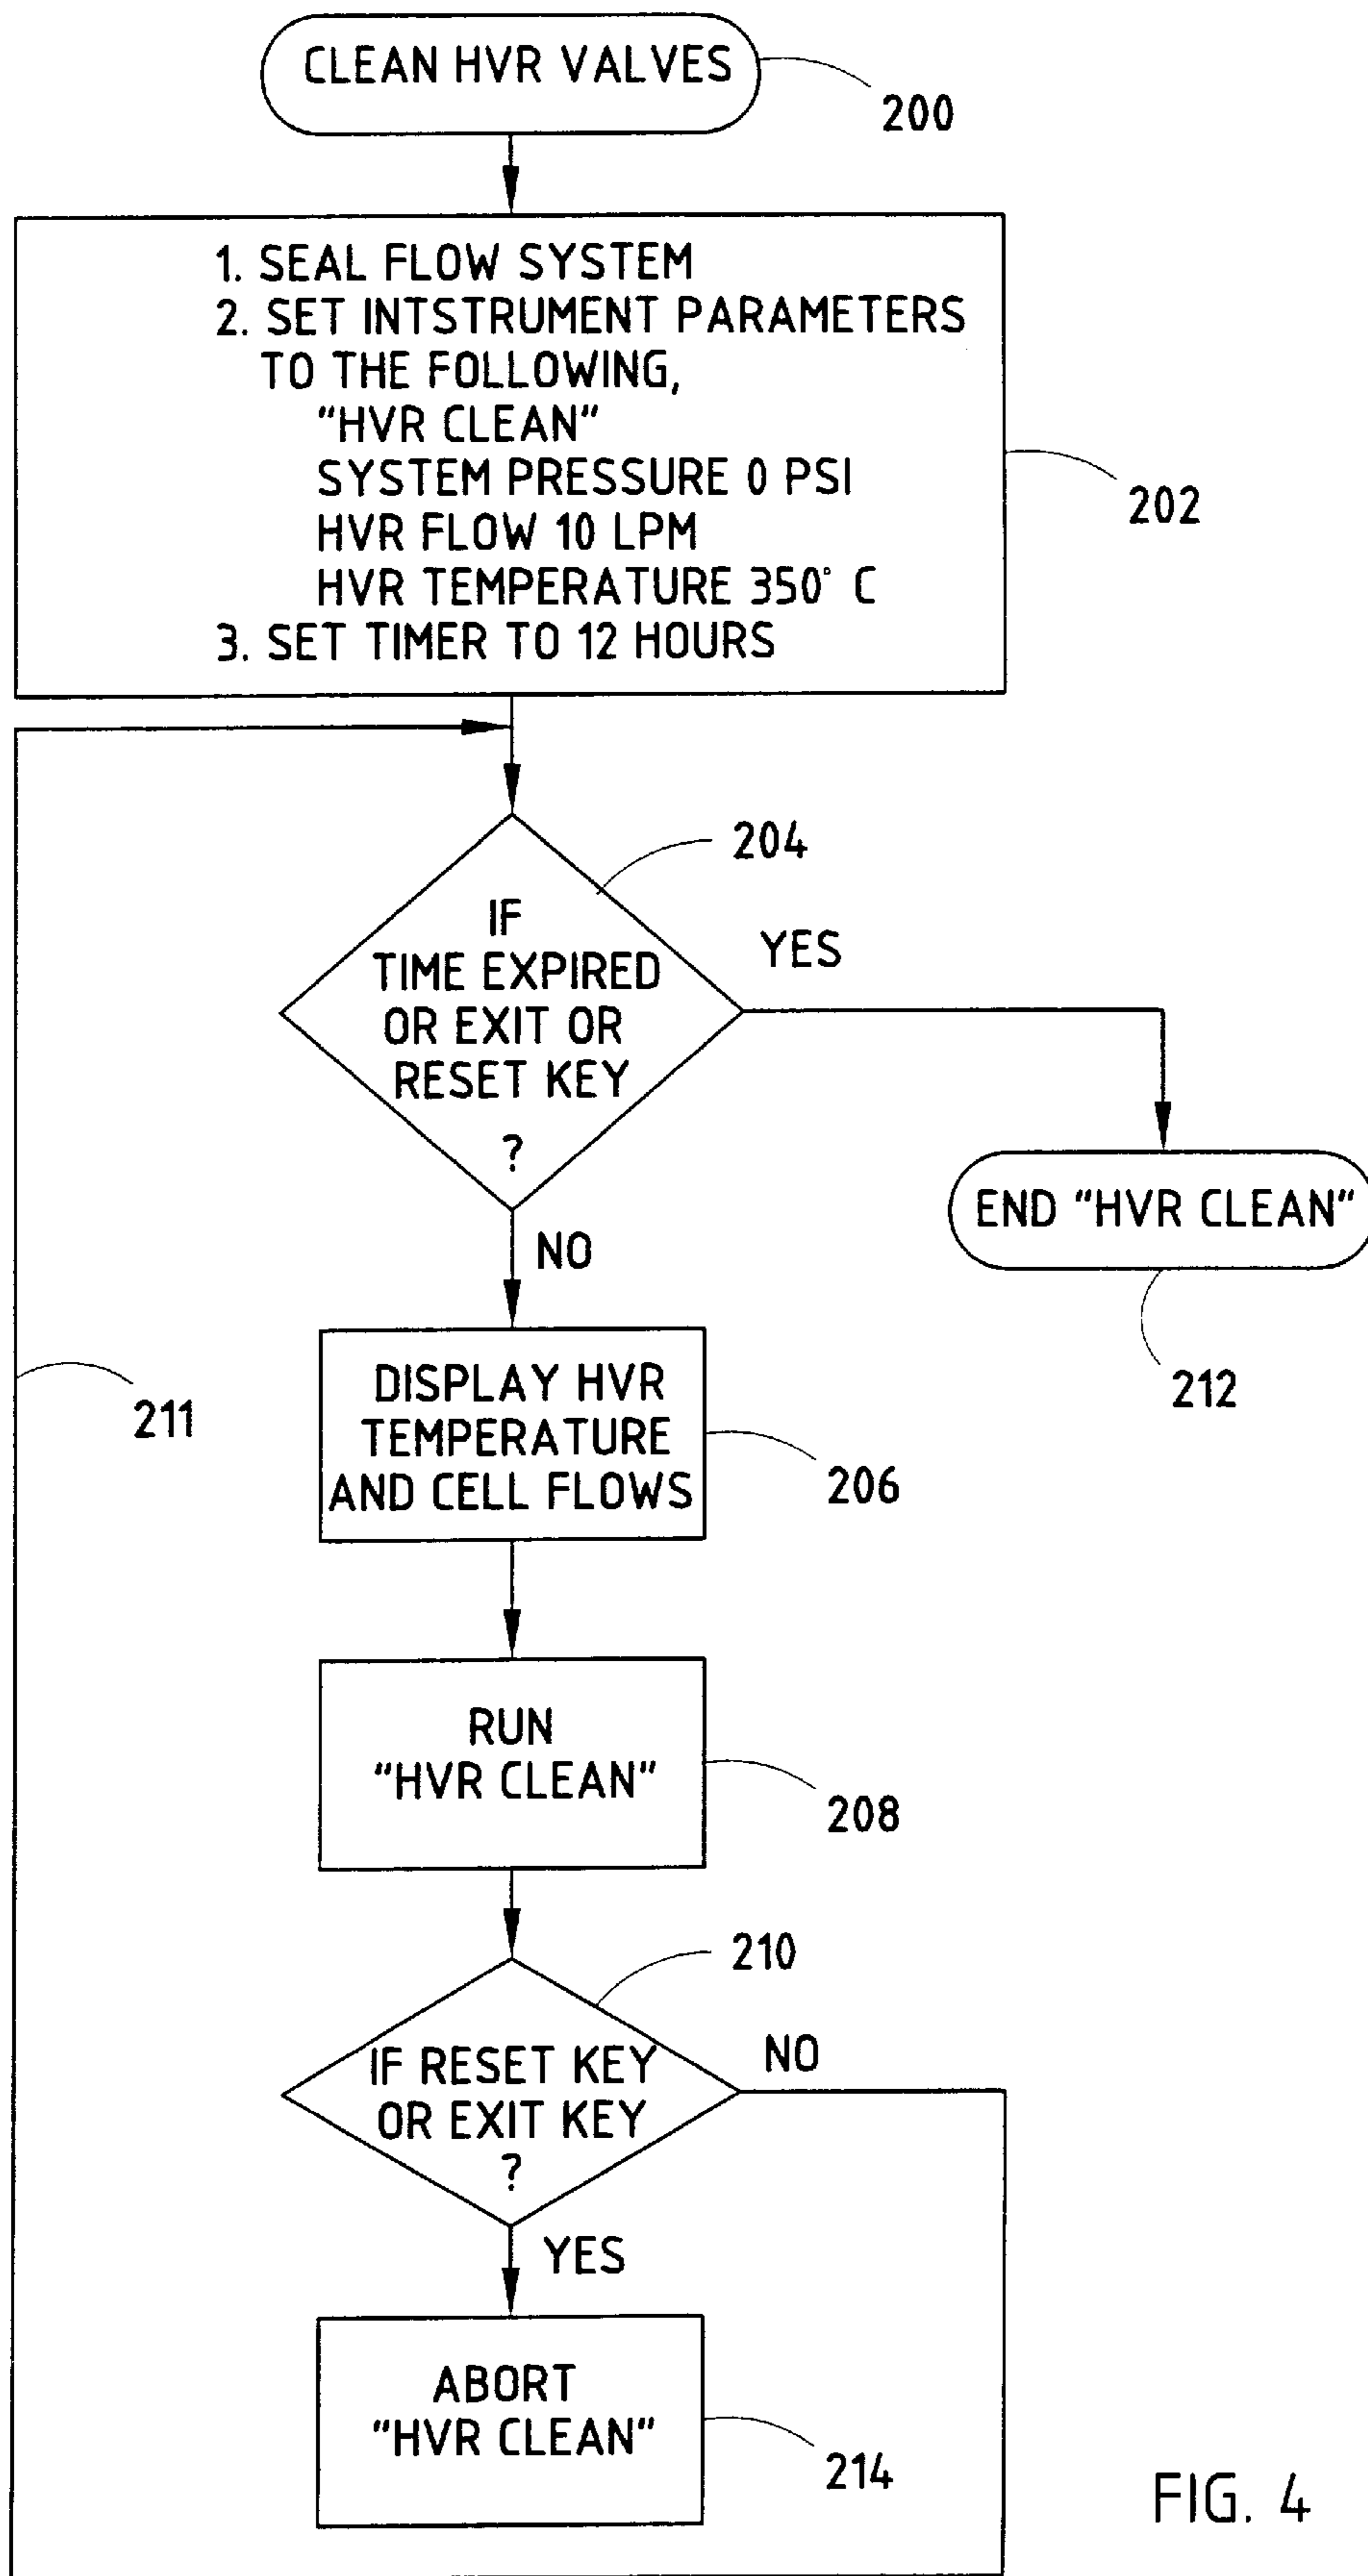 CLEAN HVR VALVES
200
1. SEAL FLOW SYSTEM
2. SET INTSTRUMENT PARAMETERS
TO THE FOLLOWING,
"HVR CLEAN"
SYSTEM PRESSURE 0 PSI
HVR FLOW 10 LPM
HVR TEMPERATURE 350° C
3. SET TIMER TO 12 HOURS
202
204
IF
TIME EXPIRED
OR EXIT OR
RESET KEY
?
YES
NO
END "HVR CLEAN"
212
211
DISPLAY HVR
TEMPERATURE
AND CELL FLOWS
206
RUN
"HVR CLEAN"
208
210
IF RESET KEY
OR EXIT KEY
?
NO
YES
ABORT
"HVR CLEAN"
214
FIG. 4